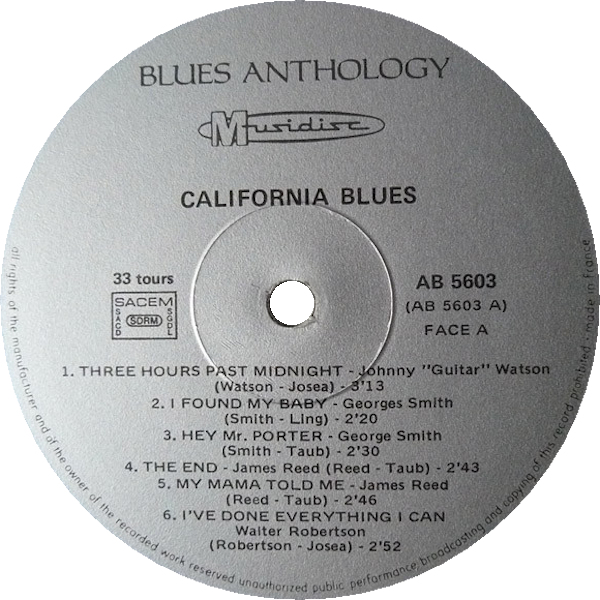 BLUES ANTHOLOGY
Musidisc
CALIFORNIA BLUES
33 tours
SACEM
SACD
SDRM
SGDL
AB 5603
(AB 5603 A)
FACE A
1. THREE HOURS PAST MIDNIGHT - Johnny "Guitar" Watson
(Watson - Josea) - 3'13
2. I FOUND MY BABY - Georges Smith
(Smith - Ling) - 2'20
3. HEY Mr. PORTER - George Smith
(Smith - Taub) - 2'30
4. THE END - James Reed (Reed - Taub) - 2'43
5. MY MAMA TOLD ME - James Reed
(Reed - Taub) - 2'46
6. I'VE DONE EVERYTHING I CAN
Walter Robertson
(Robertson - Josea) - 2'52
all rights of the manufacturer and of the owner of the recorded work reserved unauthorized public performance, broadcasting and copying of this record prohibited - made in France